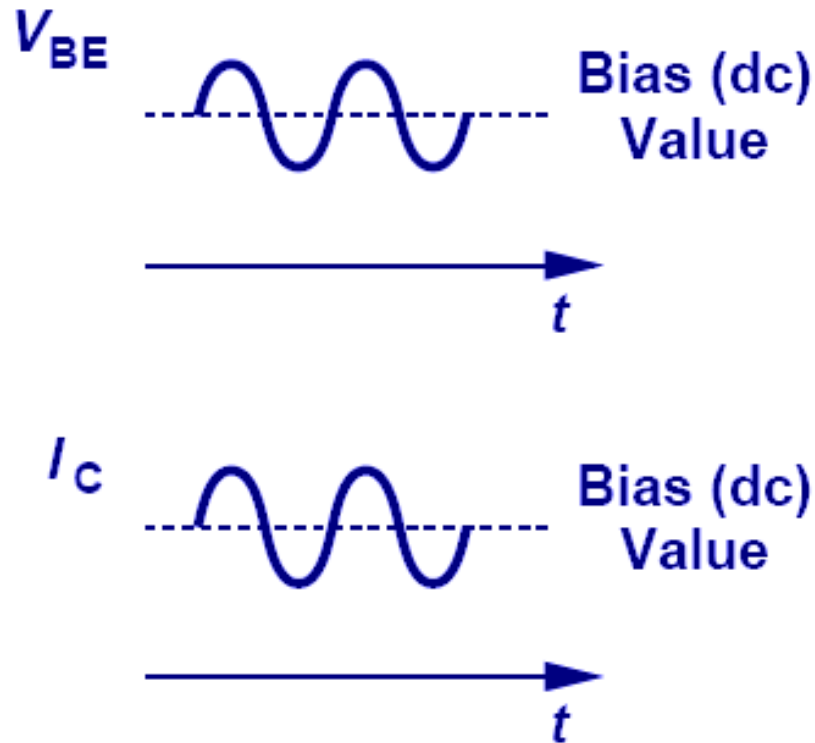 VBE
Bias (dc)
Value
t
IC
Bias (dc)
Value
t